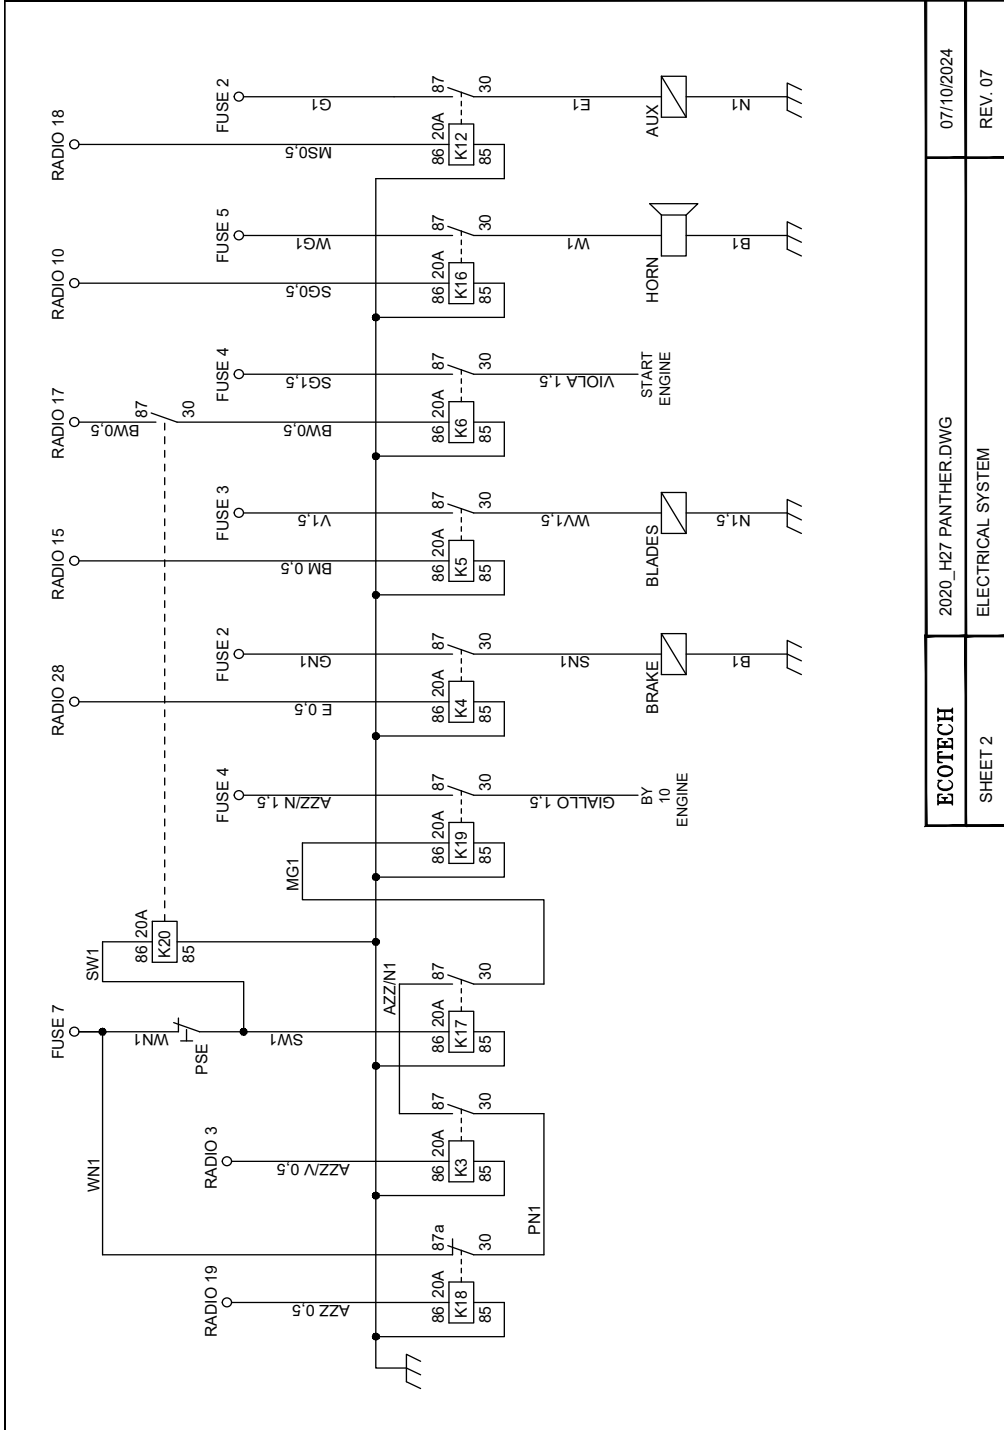 RADIO 18
FUSE 2
MS0,5
G1
87
30
86 20A
K12
85
E1
AUX
N1
RADIO 10
FUSE 5
SG0,5
WG1
87
30
86 20A
K16
85
W1
HORN
B1
RADIO 17
BW0,5
87
30
BW0,5
FUSE 4
SG1,5
87
30
86 20A
K6
85
VIOLA 1,5
START
ENGINE
RADIO 15
FUSE 3
BM 0,5
V1,5
87
30
86 20A
K5
85
WV1,5
BLADES
N1,5
RADIO 28
FUSE 2
E 0,5
GN1
87
30
86 20A
K4
85
SN1
BRAKE
B1
FUSE 4
AZZ/N 1,5
MG1
87
30
86 20A
K19
85
GIALLO 1,5
BY
10
ENGINE
86 20A
K20
85
SW1
FUSE 7
WN1
PSE
SW1
AZZ/N1
87
30
86 20A
K17
85
WN1
RADIO 3
AZZ/V 0,5
87
30
86 20A
K3
85
PN1
RADIO 19
AZZ 0,5
87a
30
86 20A
K18
85
ECOTECH
2020_H27 PANTHER.DWG
07/10/2024
SHEET 2
ELECTRICAL SYSTEM
REV. 07